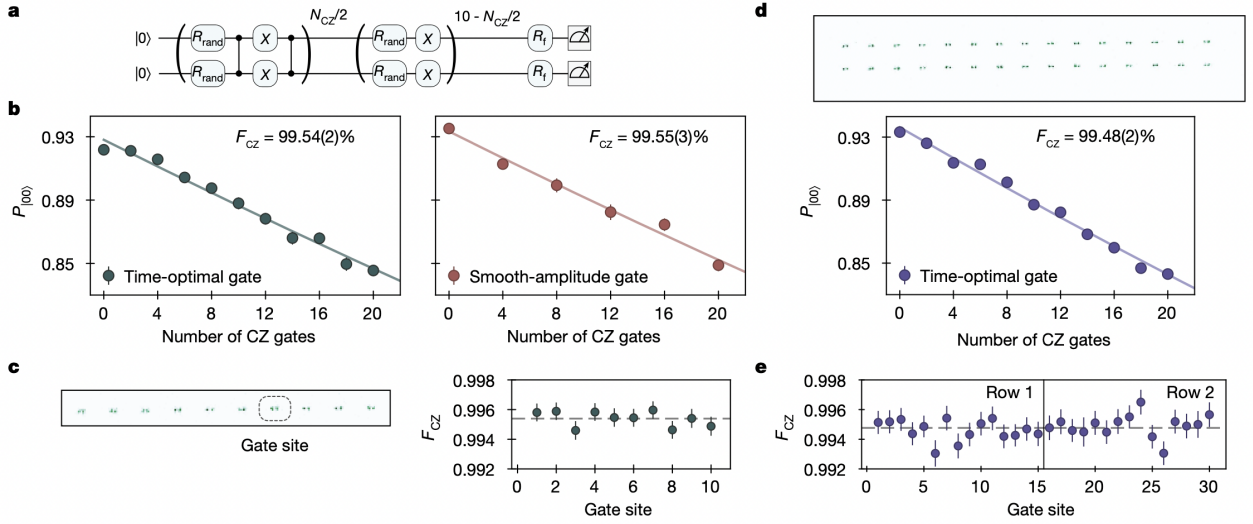 a
N_CZ/2
10 - N_CZ/2
|0⟩ R_rand X R_rand X R_f
|0⟩ R_rand X R_rand X R_f
b
P_|00⟩
0.93
0.89
0.85
F_CZ = 99.54(2)%
Time-optimal gate
0 4 8 12 16 20
Number of CZ gates
F_CZ = 99.55(3)%
Smooth-amplitude gate
0 4 8 12 16 20
Number of CZ gates
c
Gate site
F_CZ
0.998
0.996
0.994
0.992
0 2 4 6 8 10
Gate site
d
P_|00⟩
0.93
0.89
0.85
F_CZ = 99.48(2)%
Time-optimal gate
0 4 8 12 16 20
Number of CZ gates
e
F_CZ
0.998
0.996
0.994
0.992
Row 1 Row 2
0 5 10 15 20 25 30
Gate site